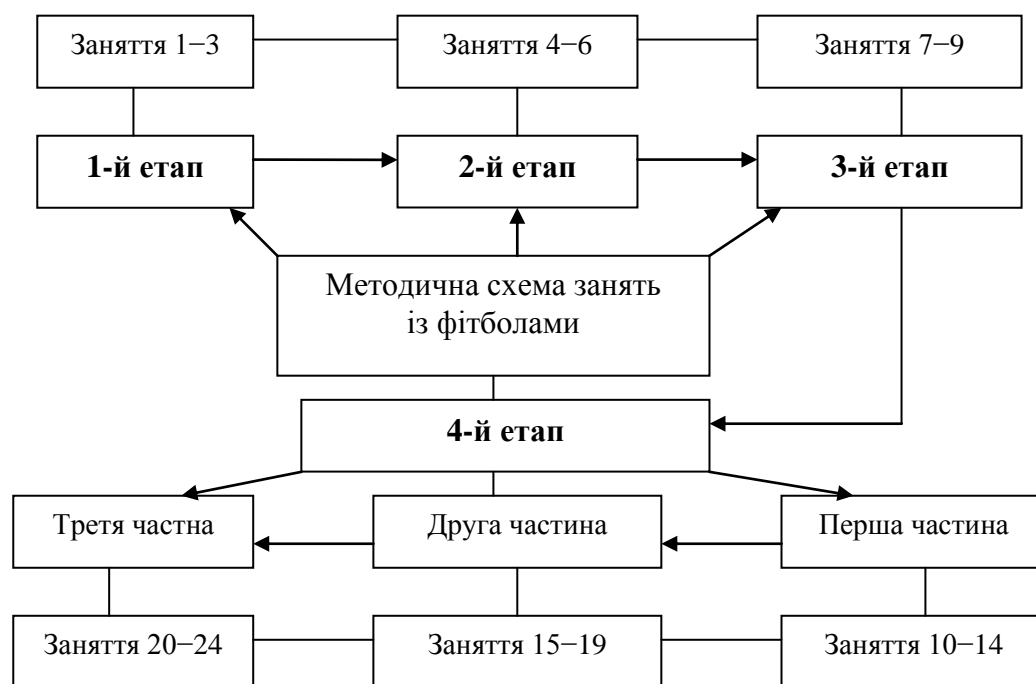 Заняття 1−3
Заняття 4−6
Заняття 7−9
1-й етап
2-й етап
3-й етап
Методична схема занять
із фітболами
4-й етап
Третя частна
Друга частина
Перша частина
Заняття 20−24
Заняття 15−19
Заняття 10−14